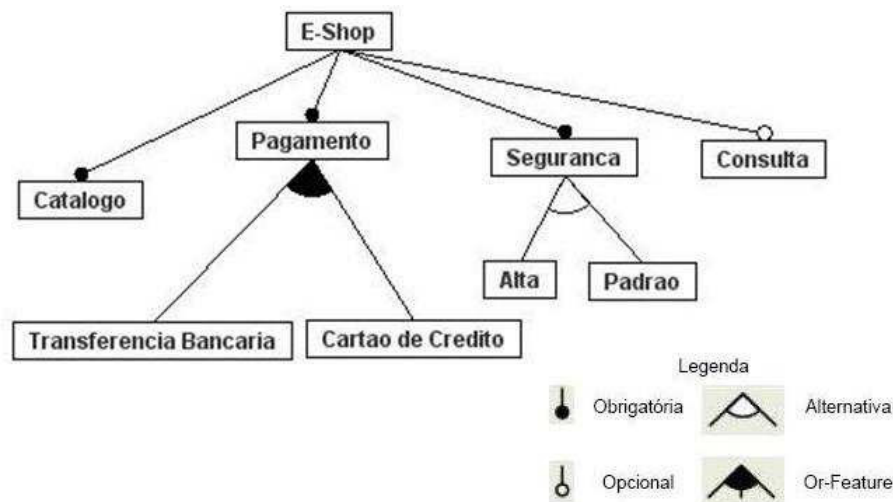 E-Shop
Pagamento
Seguranca
Consulta
Catalogo
Alta
Padrao
Transferencia Bancaria
Cartao de Credito
Legenda
Obrigatória
Alternativa
Opcional
Or-Feature